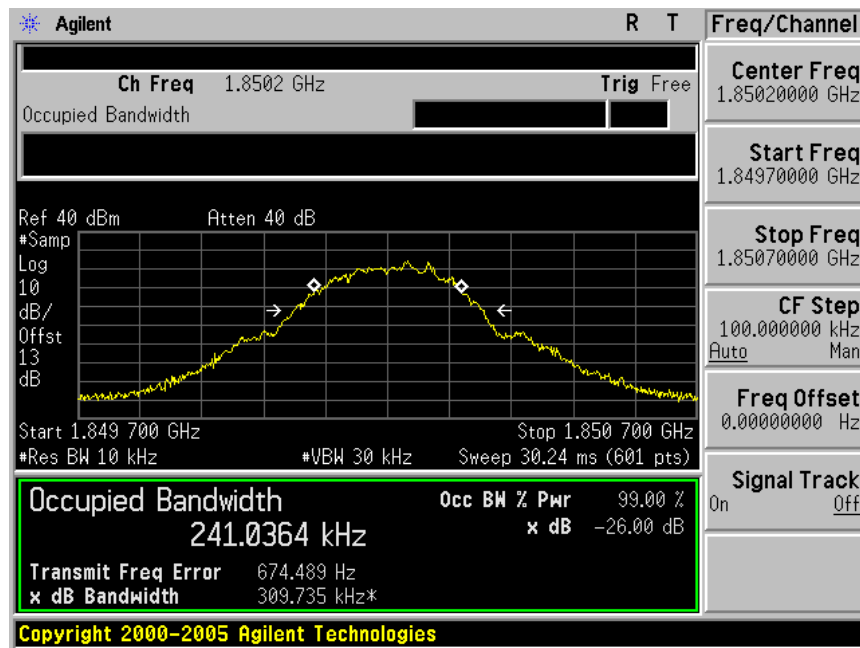 Agilent R T
Freq/Channel
Ch Freq 1.8502 GHz Trig Free
Occupied Bandwidth
Center Freq
1.85020000 GHz
Start Freq
1.84970000 GHz
Stop Freq
1.85070000 GHz
CF Step
100.000000 kHz
Auto Man
Freq Offset
0.00000000 Hz
Signal Track
On Off
Ref 40 dBm Atten 40 dB
#Samp
Log
10
dB/
Offst
13
dB
Start 1.849 700 GHz Stop 1.850 700 GHz
#Res BW 10 kHz #VBW 30 kHz Sweep 30.24 ms (601 pts)
Occupied Bandwidth Occ BW % Pwr 99.00 %
241.0364 kHz x dB -26.00 dB
Transmit Freq Error 674.489 Hz
x dB Bandwidth 309.735 kHz*
Copyright 2000-2005 Agilent Technologies